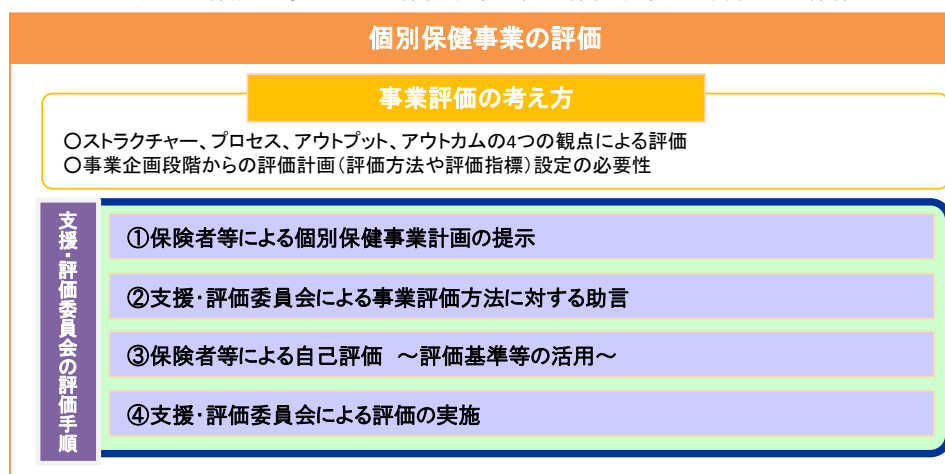 個別保健事業の評価
事業評価の考え方
〇ストラクチャー、プロセス、アウトプット、アウトカムの4つの観点による評価
〇事業企画段階からの評価計画（評価方法や評価指標）設定の必要性
支援・評価委員会の評価手順
①保険者等による個別保健事業計画の提示
②支援・評価委員会による事業評価方法に対する助言
③保険者等による自己評価　～評価基準等の活用～
④支援・評価委員会による評価の実施